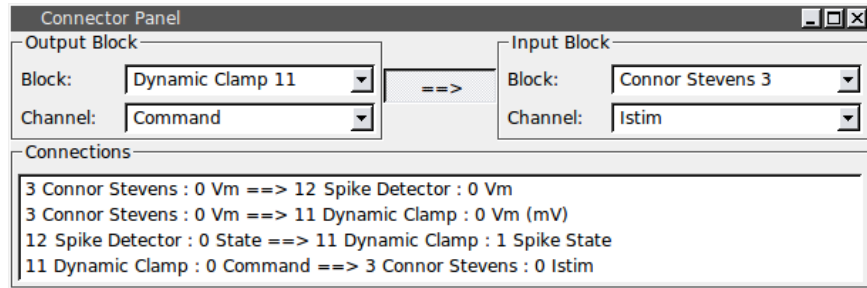 Connector Panel
Output Block
Input Block
Block: Dynamic Clamp 11
==>
Block: Connor Stevens 3
Channel: Command
Channel: Istim
Connections
3 Connor Stevens : 0 Vm ==> 12 Spike Detector : 0 Vm
3 Connor Stevens : 0 Vm ==> 11 Dynamic Clamp : 0 Vm (mV)
12 Spike Detector : 0 State ==> 11 Dynamic Clamp : 1 Spike State
11 Dynamic Clamp : 0 Command ==> 3 Connor Stevens : 0 Istim